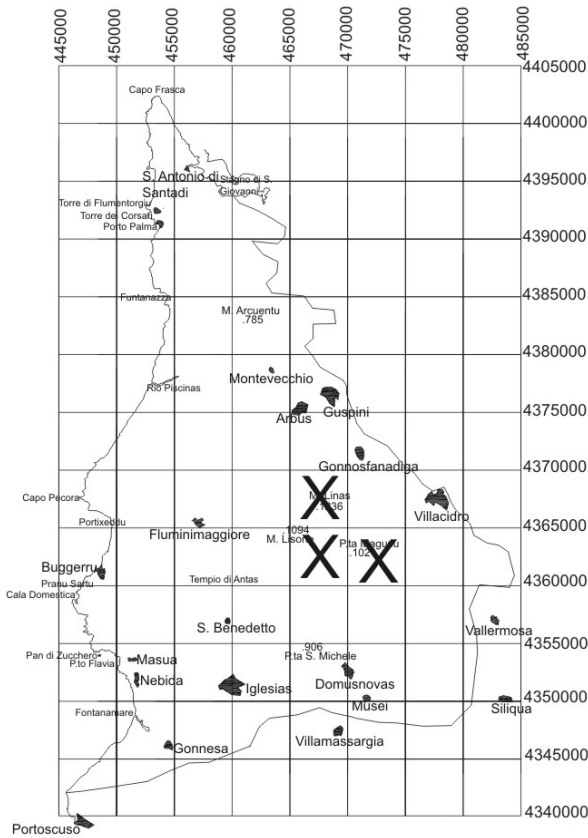 445000 450000 455000 460000 465000 470000 475000 480000 485000
4405000
Capo Frasca
4400000
S. Antonio di
Santadi
Stagno di S.
Giovanni
4395000
Torre di Flumentorgiu
Torre dei Corsari
Porto Palma
4390000
Funtanazza
4385000
M. Arcuentu
.785
4380000
Montevecchio
Rio Piscinas
Guspini
Arbus
4375000
Gonnosfanadiga
4370000
Capo Pecora
M. Linas
.1236
X
Villacidro
Portixeddu
4365000
Fluminimaggiore
.1094
M. Lisone
X
P.ta Magusu
X
Buggerru
Pranu Sartu
Tempio di Antas
4360000
Cala Domestica
S. Benedetto
Vallermosa
4355000
.906
P.ta S. Michele
Pan di Zucchero
P.to Flavia
Masua
Nebida
Iglesias
Domusnovas
Musei
4350000
Siliqua
Fontanamare
Gonnesa
Villamassargia
4345000
4340000
Portoscuso